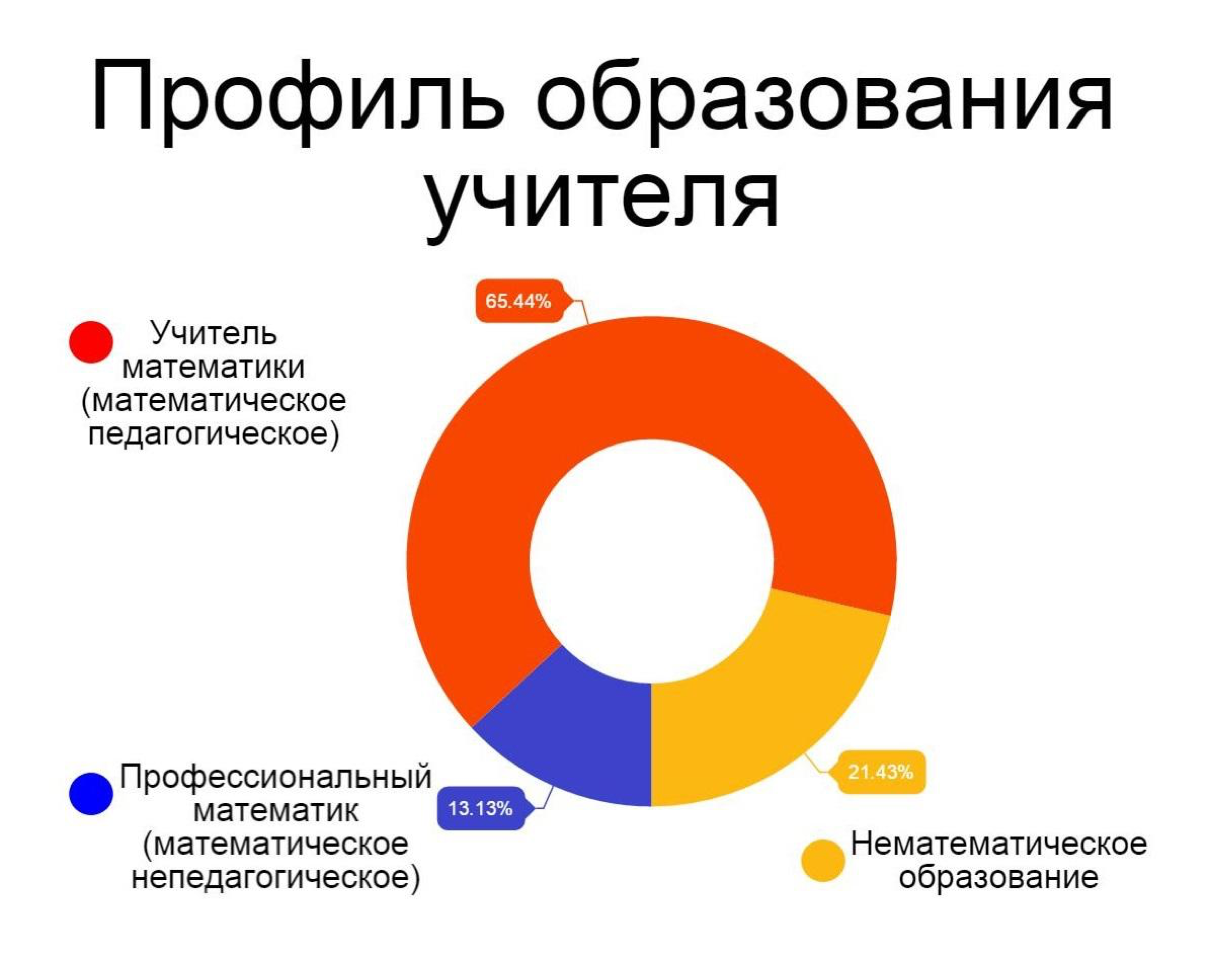 Профиль образования
учителя
65.44%
Учитель
математики
(математическое
педагогическое)
Профессиональный
математик
(математическое
непедагогическое)
13.13%
21.43%
Нематематическое
образование